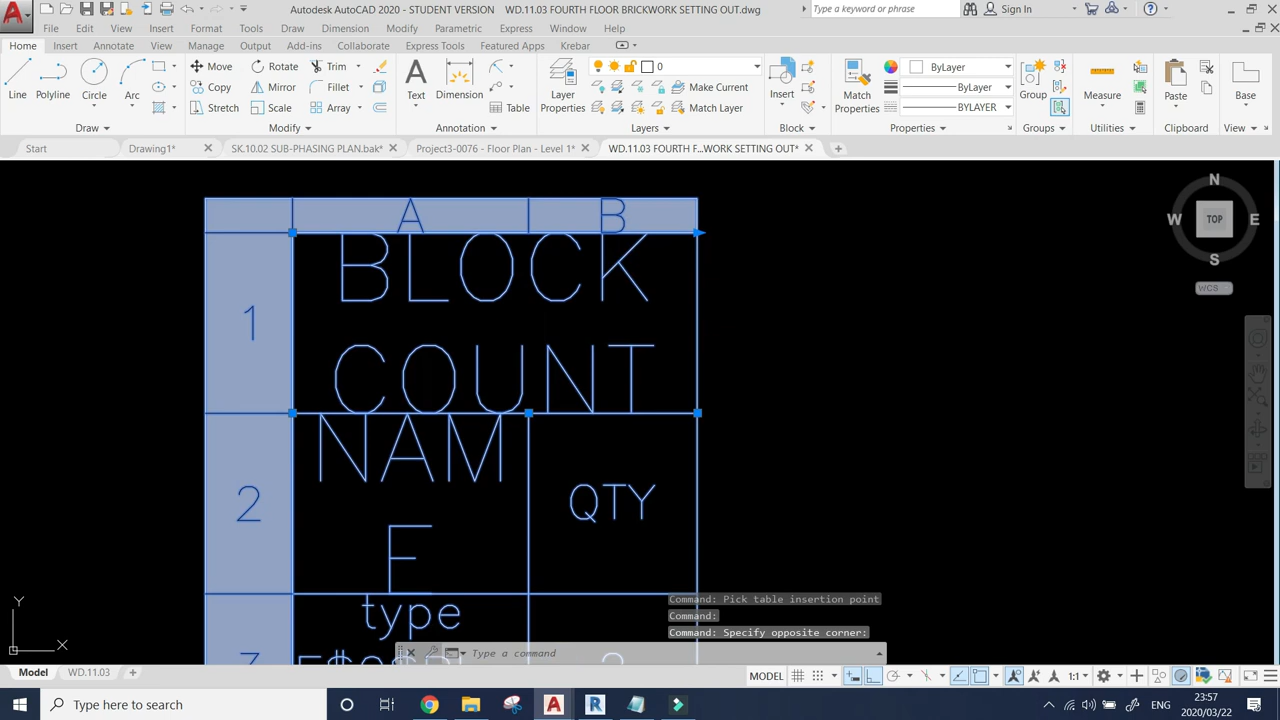 Autodesk AutoCAD 2020 - STUDENT VERSION WD.11.03 FOURTH FLOOR BRICKWORK SETTING OUT.dwg
Type a keyword or phrase
Sign In
File Edit View Insert Format Tools Draw Dimension Modify Parametric Express Window Help
Home Insert Annotate View Manage Output Add-ins Collaborate Express Tools Featured Apps Krebar
Line Polyline Circle Arc
Move Rotate Trim
Copy Mirror Fillet
Stretch Scale Array
Text Dimension Table
Layer Properties
0
Make Current
Match Layer
Insert
Match Properties
ByLayer
ByLayer
BYLAYER
Group
Measure
Paste
Base
Draw Modify Annotation Layers Block Properties Groups Utilities Clipboard View
Start Drawing1* SK.10.02 SUB-PHASING PLAN.bak* Project3-0076 - Floor Plan - Level 1* WD.11.03 FOURTH F...WORK SETTING OUT*
N
W TOP E
S
WCS
A B
1 BLOCK
COUNT
2 NAM
E
QTY
type
Command: Pick table insertion point
Command:
Command: Specify opposite corner:
Type a command
Y
X
Model WD.11.03
MODEL
1:1
Type here to search
ENG
23:57
2020/03/22